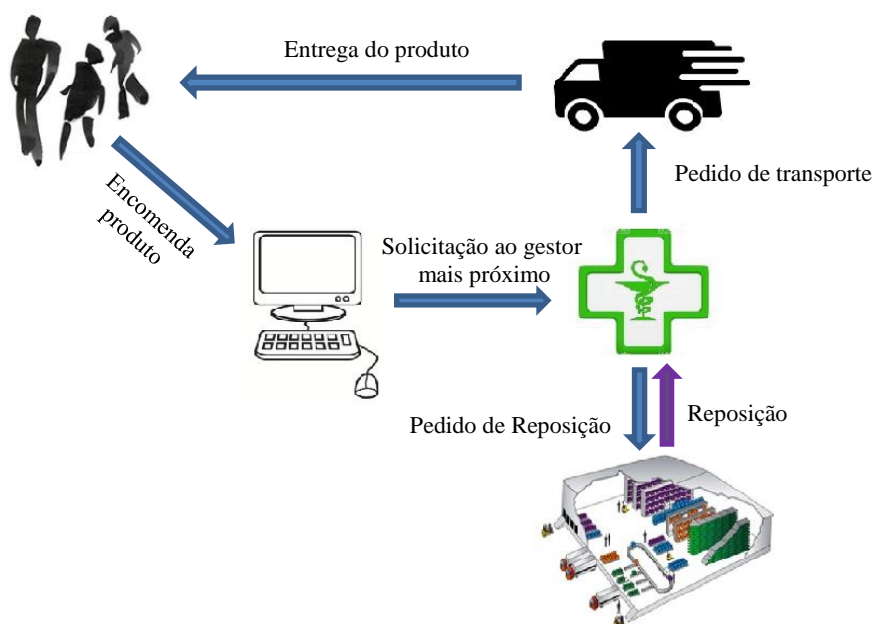 Entrega do produto
Pedido de transporte
Encomenda
produto
Solicitação ao gestor
mais próximo
Pedido de Reposição
Reposição